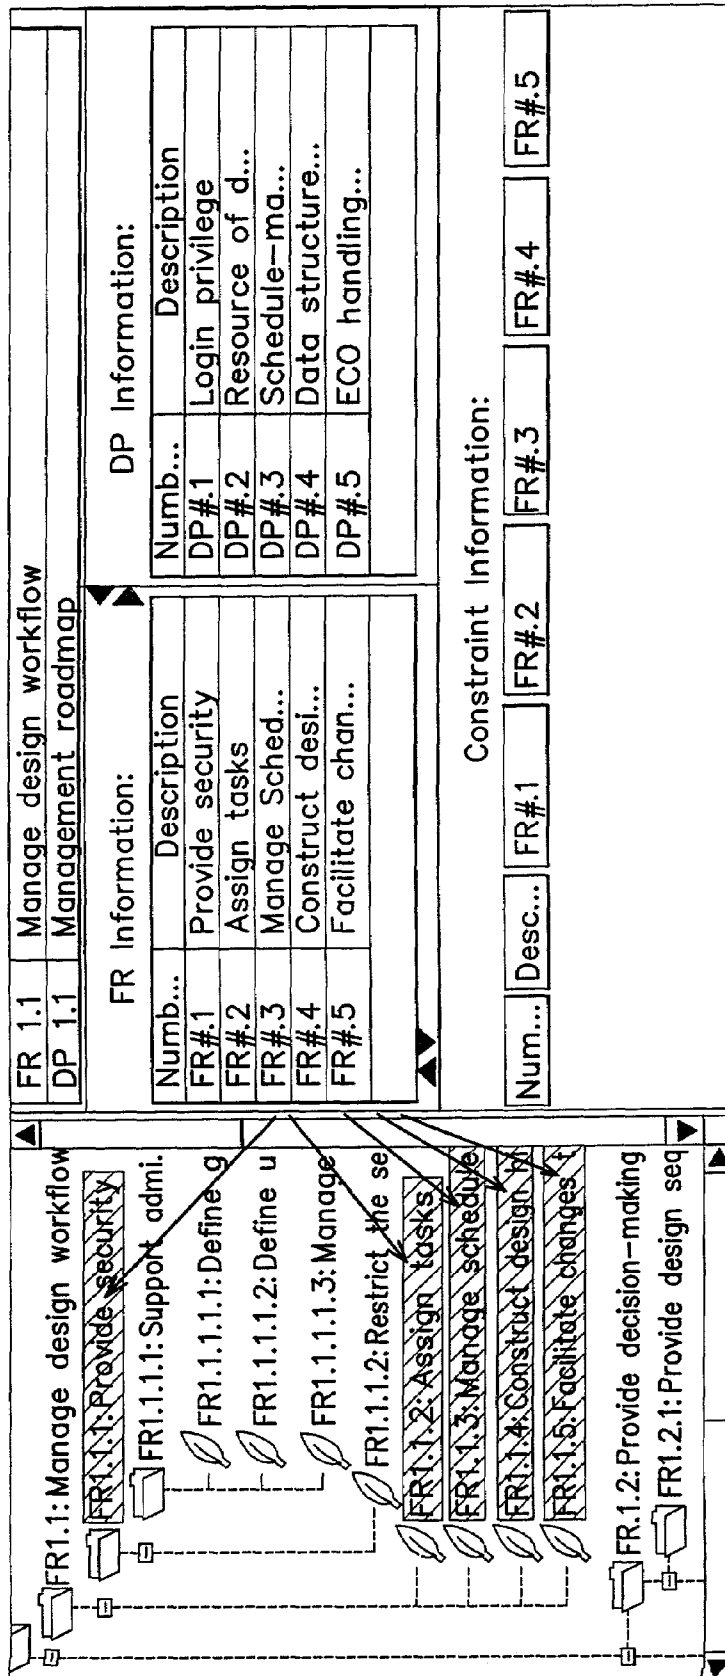 FR1.1: Manage design workflow
FR1.1.1: Provide security
FR1.1.1.1: Support admi.
FR1.1.1.1.1: Define g
FR1.1.1.1.2: Define u
FR1.1.1.1.3: Manage
FR1.1.1.2: Restrict the se
FR1.1.2: Assign tasks
FR1.1.3: Manage schedule
FR1.1.4: Construct design hi
FR1.1.5: Facilitate changes t
FR.1.2: Provide decision-making
FR1.2.1: Provide design seq
FR 1.1 Manage design workflow
DP 1.1 Management roadmap
FR Information:
Numb... Description
FR#.1 Provide security
FR#.2 Assign tasks
FR#.3 Manage Sched...
FR#.4 Construct desi...
FR#.5 Facilitate chan...
DP Information:
Numb... Description
DP#.1 Login privilege
DP#.2 Resource of d...
DP#.3 Schedule-ma...
DP#.4 Data structure...
DP#.5 ECO handling...
Constraint Information:
Num... Desc... FR#.1 FR#.2 FR#.3 FR#.4 FR#.5